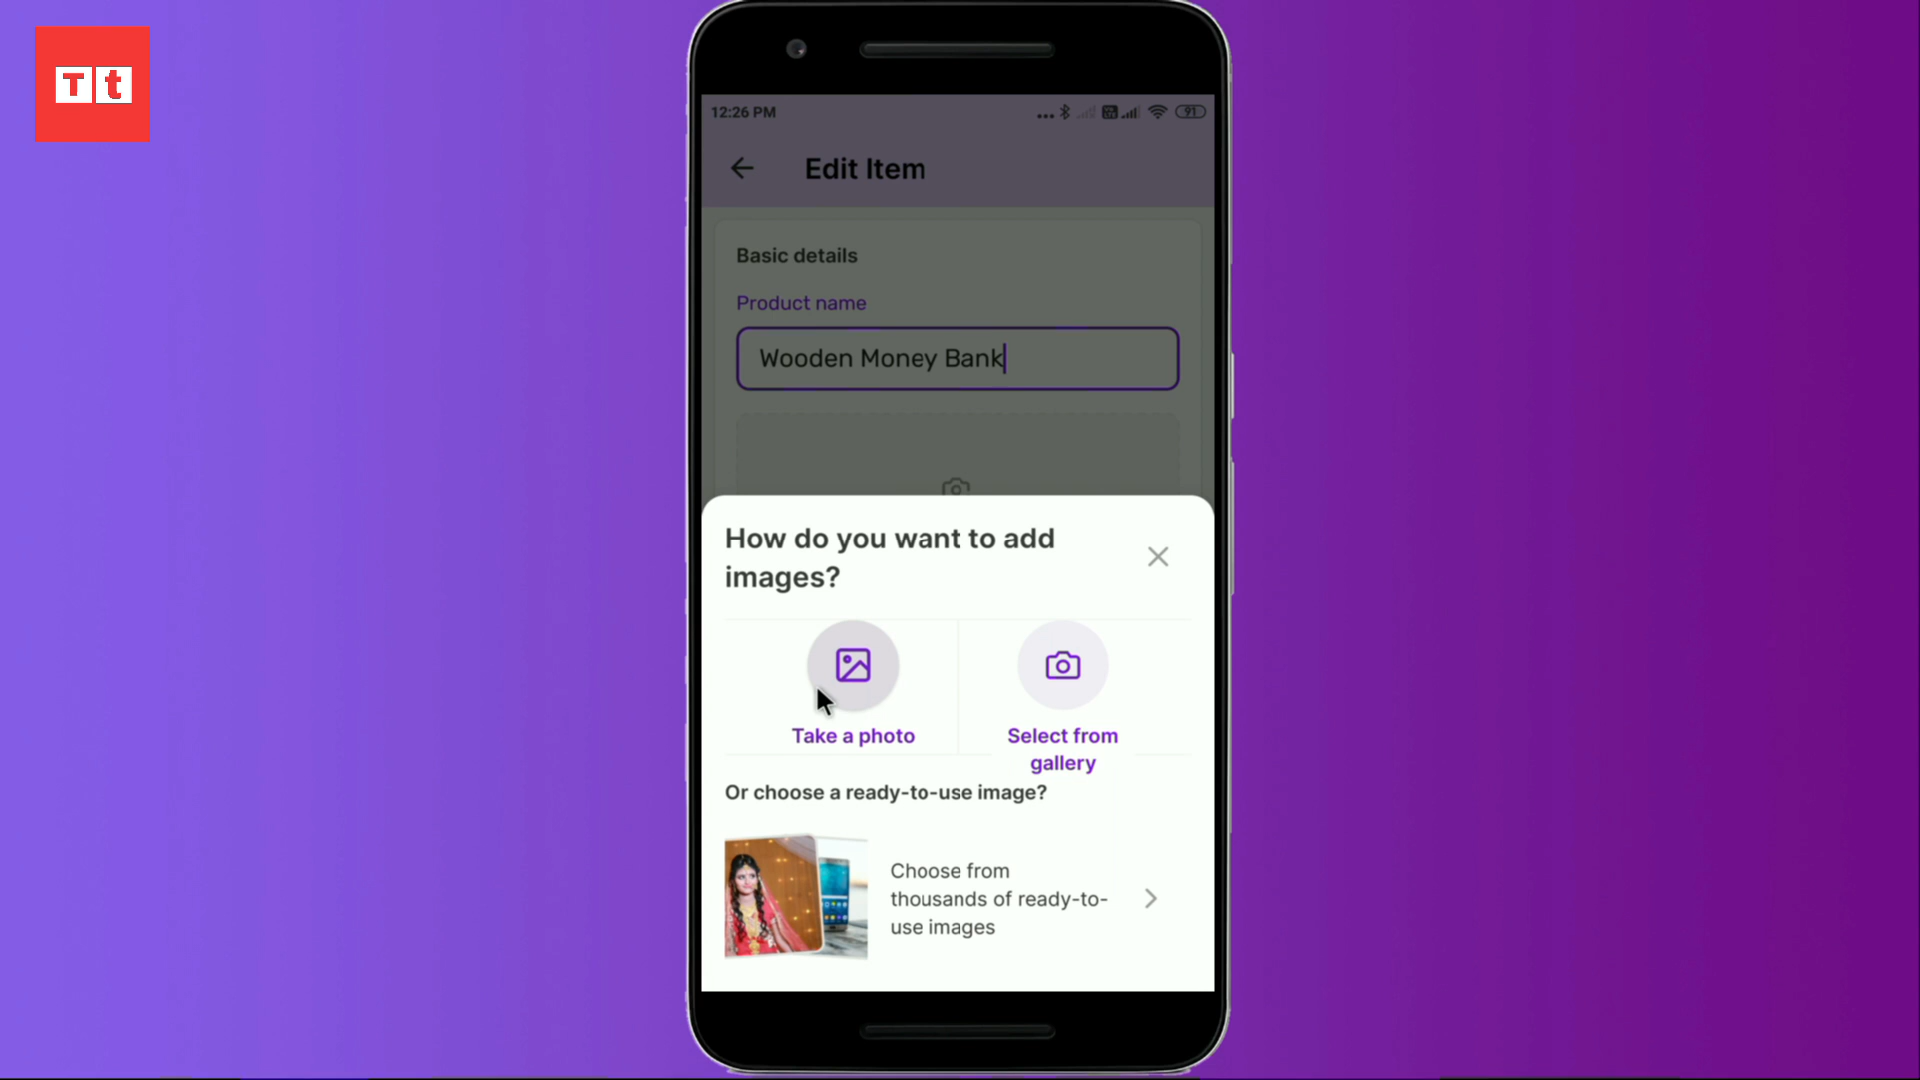 Tt
12:26 PM
91
Edit Item
Basic details
Product name
Wooden Money Bank
How do you want to add
images?
Take a photo
Select from
gallery
Or choose a ready-to-use image?
Choose from
thousands of ready-to-
use images